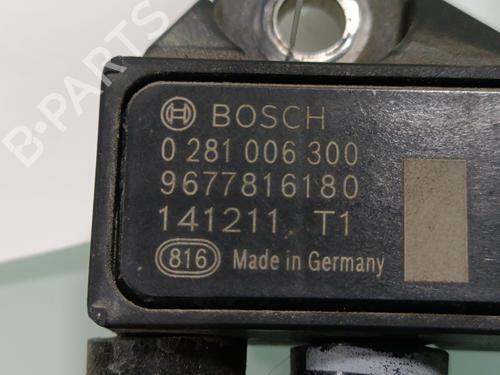 BOSCH
0 281 006 300
9677816180
141211 T1
816 Made in Germany
B-PARTS